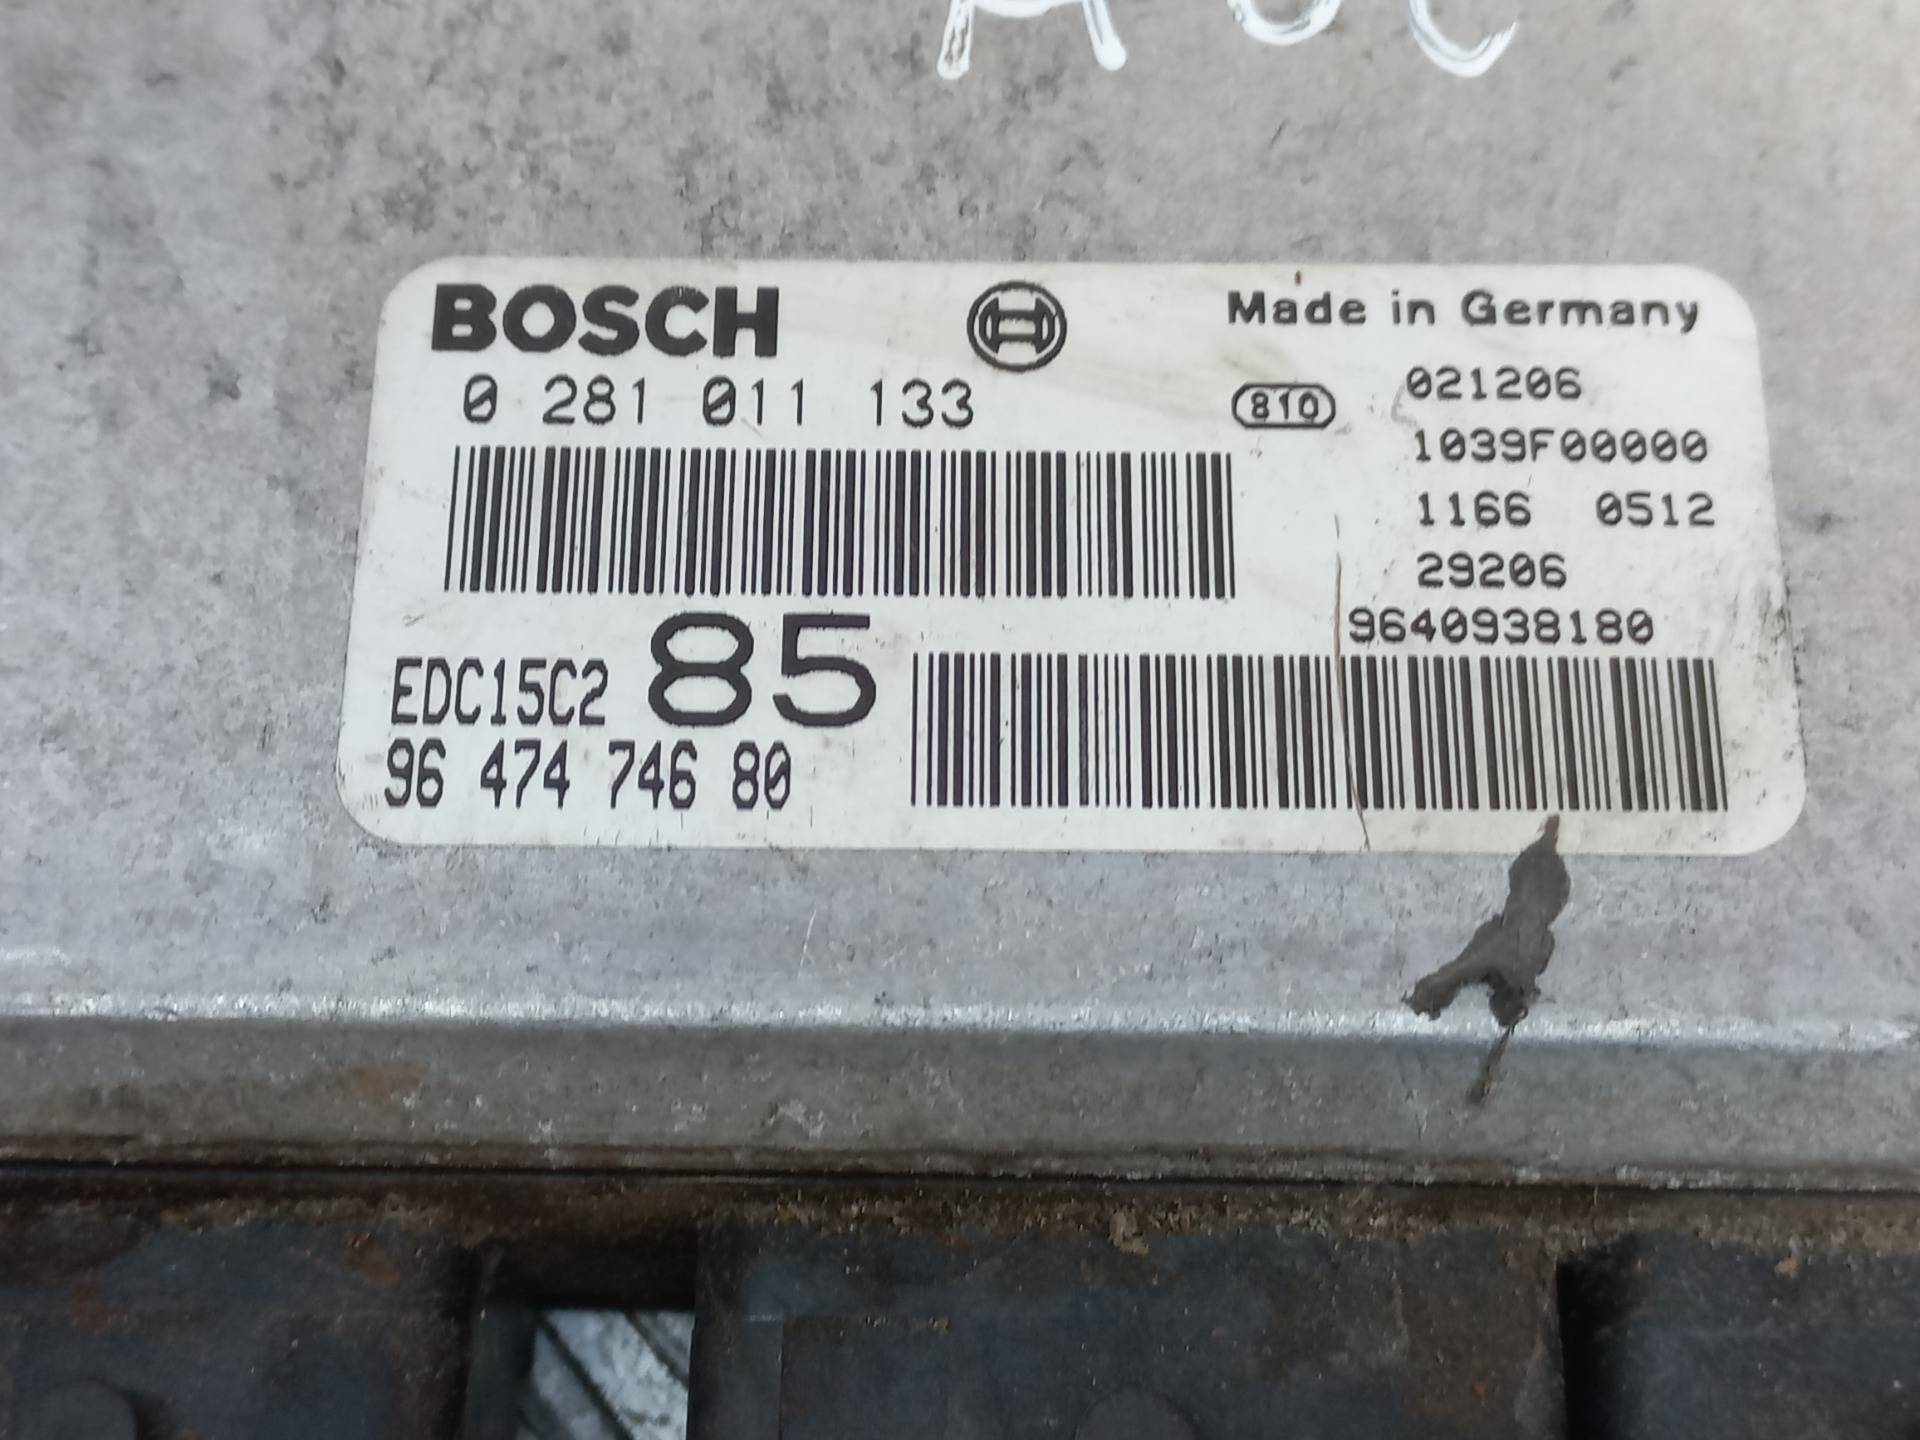 BOSCH
Made in Germany
0 281 011 133
810
021206
1039F00000
1166 0512
29206
9640938180
EDC15C2 85
96 474 746 80